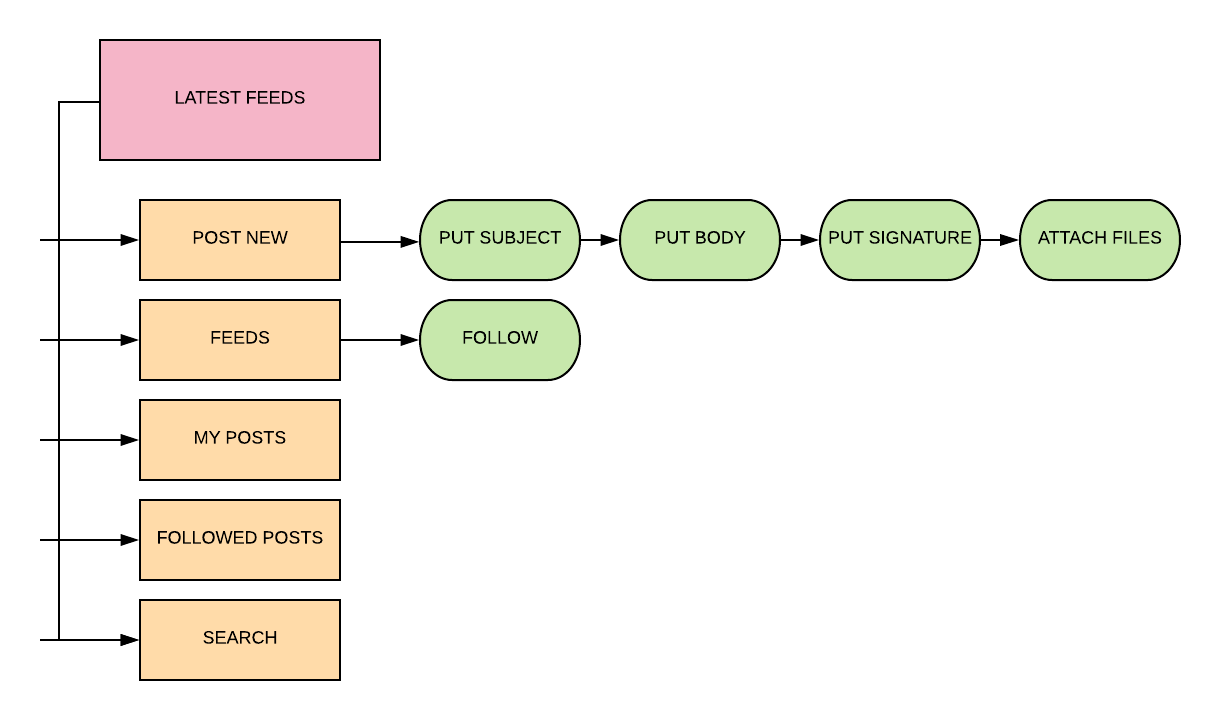 LATEST FEEDS
POST NEW
PUT SUBJECT
PUT BODY
PUT SIGNATURE
ATTACH FILES
FEEDS
FOLLOW
MY POSTS
FOLLOWED POSTS
SEARCH